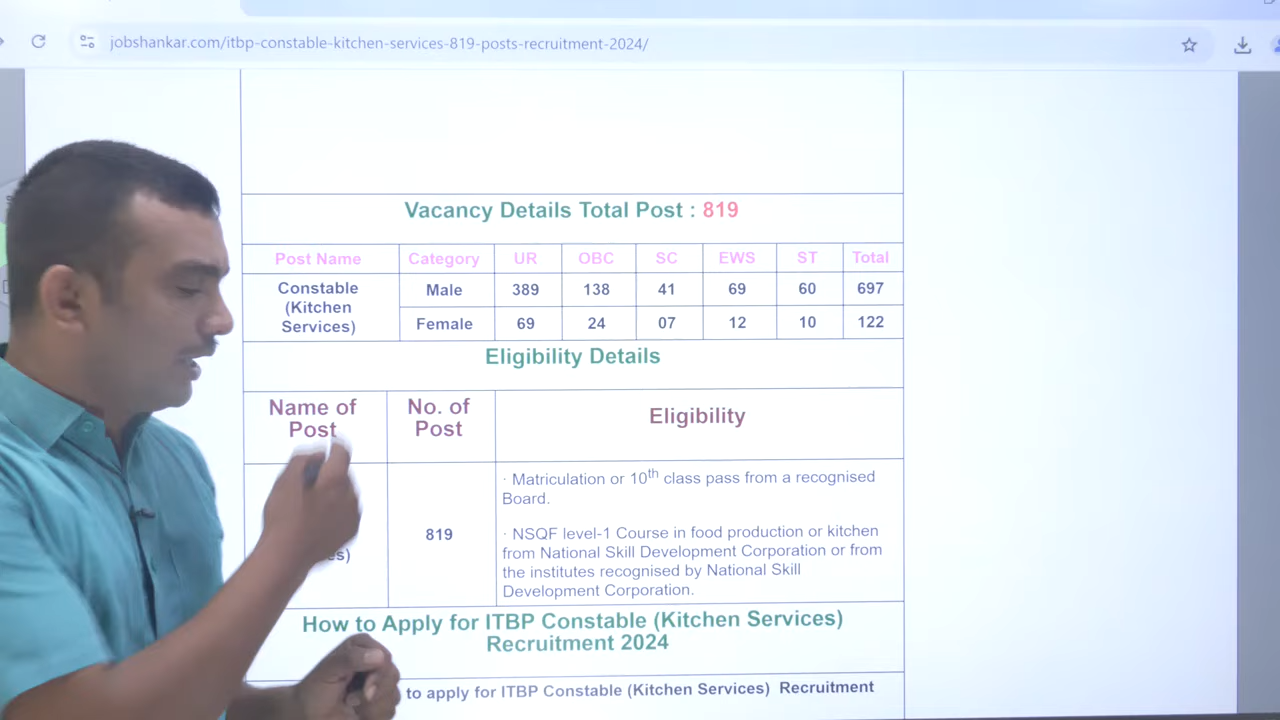 jobshankar.com/itbp-constable-kitchen-services-819-posts-recruitment-2024/
Vacancy Details Total Post : 819
Post Name Category UR OBC SC EWS ST Total
Constable (Kitchen Services) Male 389 138 41 69 60 697
Female 69 24 07 12 10 122
Eligibility Details
Name of Post No. of Post Eligibility
819
· Matriculation or 10th class pass from a recognised
Board.
· NSQF level-1 Course in food production or kitchen
from National Skill Development Corporation or from
the institutes recognised by National Skill
Development Corporation.
How to Apply for ITBP Constable (Kitchen Services)
Recruitment 2024
to apply for ITBP Constable (Kitchen Services) Recruitment